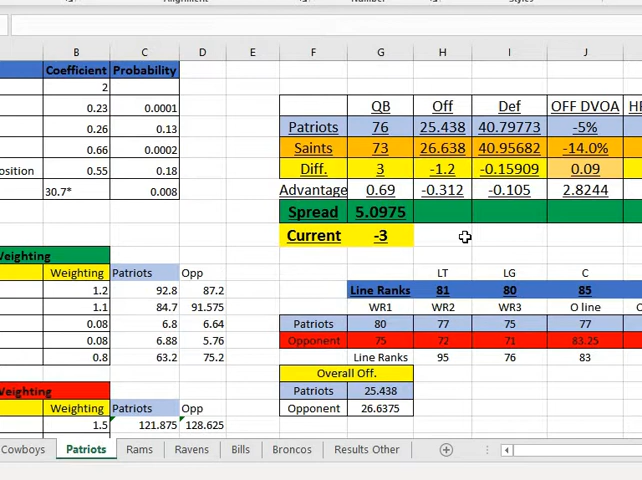 Alignment Number Styles
B C D E F G H I J
Coefficient Probability
2
0.23 0.0001
0.26 0.13
0.66 0.0002
osition 0.55 0.18
30.7* 0.008
QB Off Def OFF DVOA
Patriots 76 25.438 40.79773 -5%
Saints 73 26.638 40.95682 -14.0%
Diff. 3 -1.2 -0.15909 0.09
Advantage 0.69 -0.312 -0.105 2.8244
Spread 5.0975
Current -3
Weighting
Weighting Patriots Opp
1.2 92.8 87.2
1.1 84.7 91.575
0.08 6.8 6.64
0.08 6.88 5.76
0.8 63.2 75.2
Weighting
Weighting Patriots Opp
1.5 121.875 128.625
LT LG C
Line Ranks 81 80 85
WR1 WR2 WR3 O line
Patriots 80 77 75 77
Opponent 75 72 71 83.25
Line Ranks 95 76 83
Overall Off.
Patriots 25.438
Opponent 26.6375
Cowboys Patriots Rams Ravens Bills Broncos Results Other